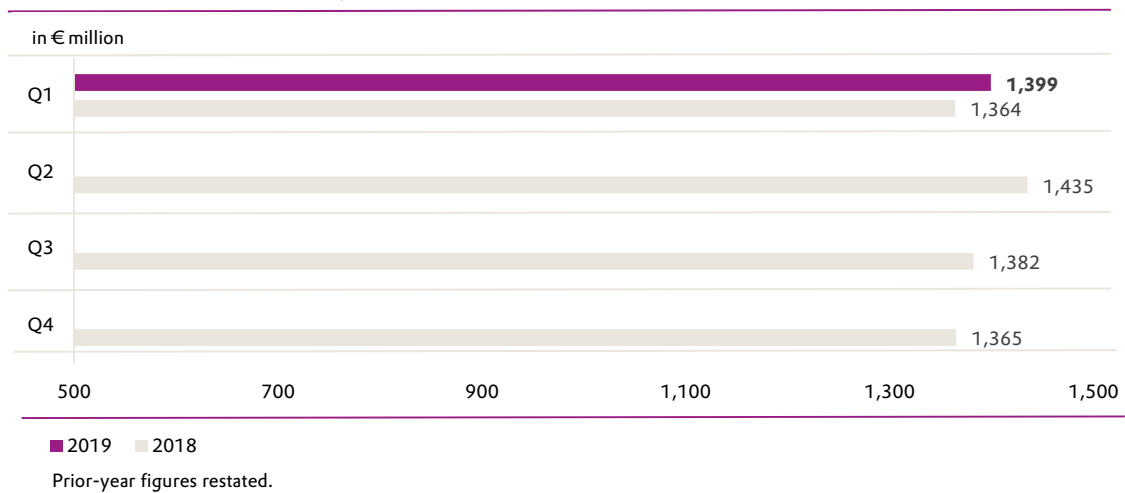 in € million
Q1
1,399
1,364
Q2
1,435
Q3
1,382
Q4
1,365
500 700 900 1,100 1,300 1,500
2019 2018
Prior-year figures restated.